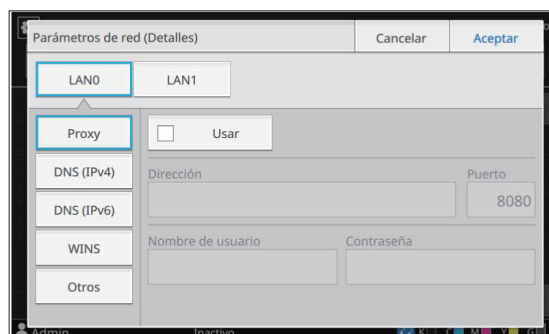 Parámetros de red (Detalles) Cancelar Aceptar
LAN0 LAN1
Proxy Usar
DNS (IPv4) Dirección Puerto
DNS (IPv6) 8080
WINS Nombre de usuario Contraseña
Otros
Admin Inactivo K C M Y G